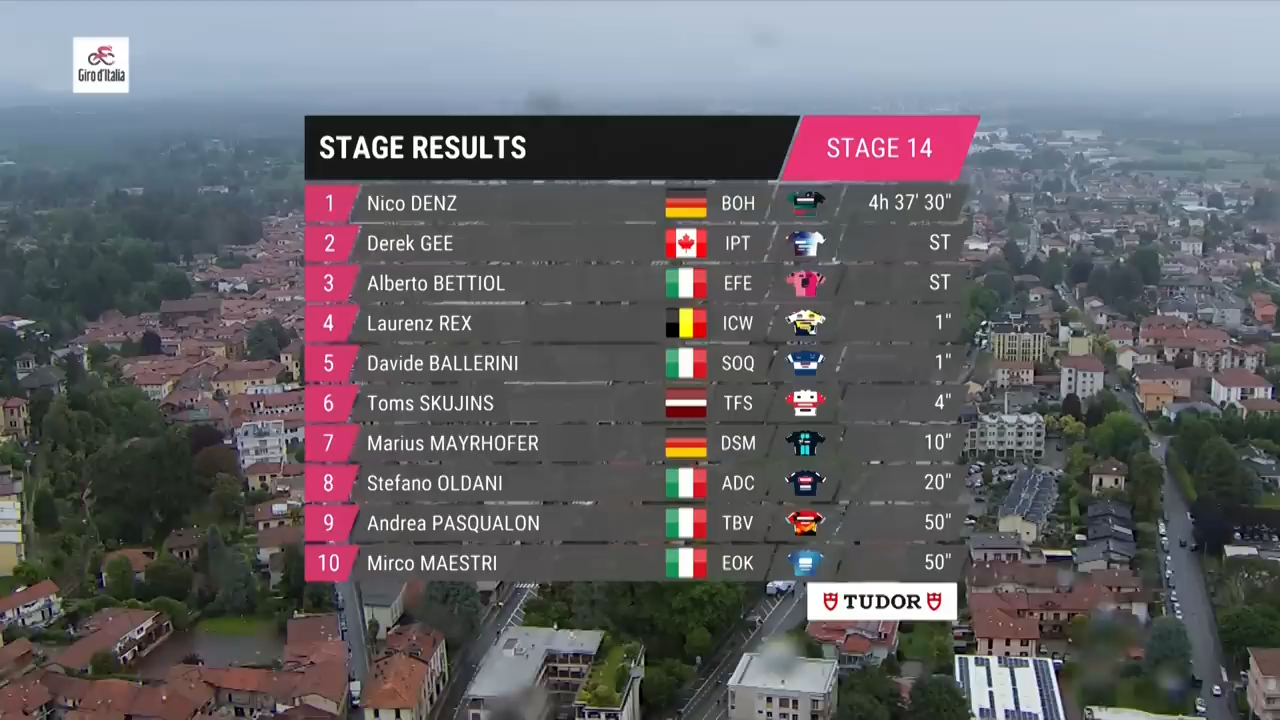 Giro d'Italia
STAGE RESULTS STAGE 14
1 Nico DENZ BOH 4h 37' 30"
2 Derek GEE IPT ST
3 Alberto BETTIOL EFE ST
4 Laurenz REX ICW 1"
5 Davide BALLERINI SOQ 1"
6 Toms SKUJINS TFS 4"
7 Marius MAYRHOFER DSM 10"
8 Stefano OLDANI ADC 20"
9 Andrea PASQUALON TBV 50"
10 Mirco MAESTRI EOK 50"
TUDOR